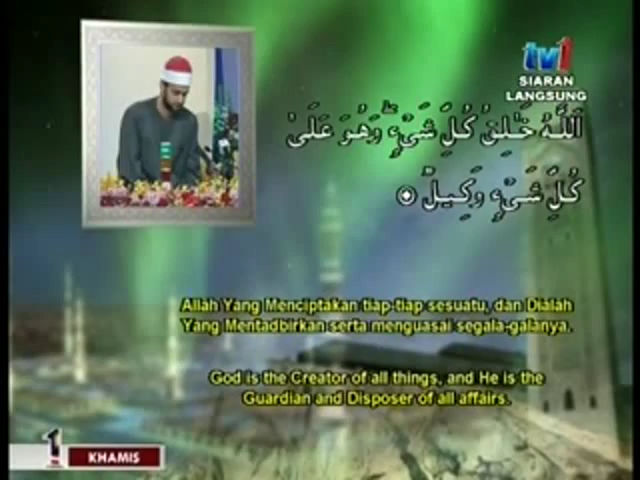 tv1
SIARAN
LANGSUNG
ٱللَّهُ خَـٰلِقُ كُلِّ شَىْءٍ ۖ وَهُوَ عَلَىٰ
كُلِّ شَىْءٍ وَكِيلٌ
Allah Yang Menciptakan tiap-tiap sesuatu, dan Dialah
Yang Mentadbirkan serta menguasai segala-galanya.
God is the Creator of all things, and He is the
Guardian and Disposer of all affairs.
1 KHAMIS